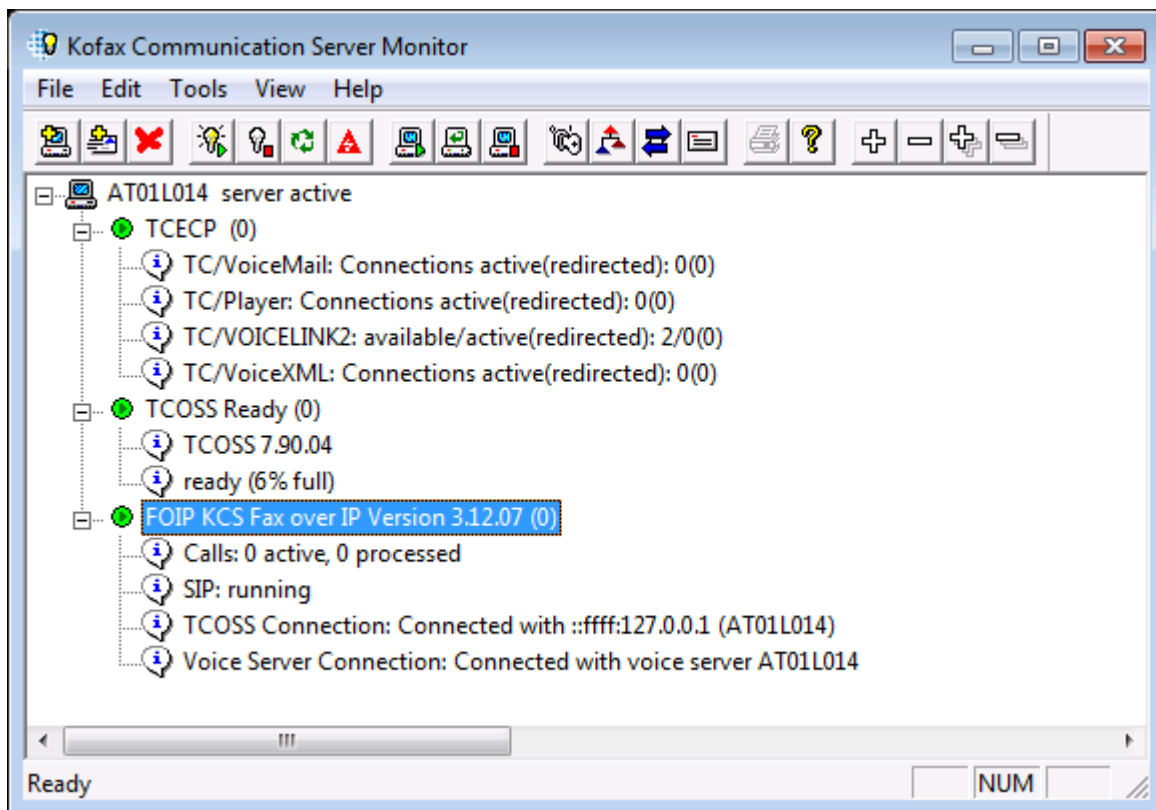 Kofax Communication Server Monitor
File Edit Tools View Help
AT01L014 server active
TCECP (0)
TC/VoiceMail: Connections active(redirected): 0(0)
TC/Player: Connections active(redirected): 0(0)
TC/VOICELINK2: available/active(redirected): 2/0(0)
TC/VoiceXML: Connections active(redirected): 0(0)
TCOSS Ready (0)
TCOSS 7.90.04
ready (6% full)
FOIP KCS Fax over IP Version 3.12.07 (0)
Calls: 0 active, 0 processed
SIP: running
TCOSS Connection: Connected with ::ffff:127.0.0.1 (AT01L014)
Voice Server Connection: Connected with voice server AT01L014
Ready NUM